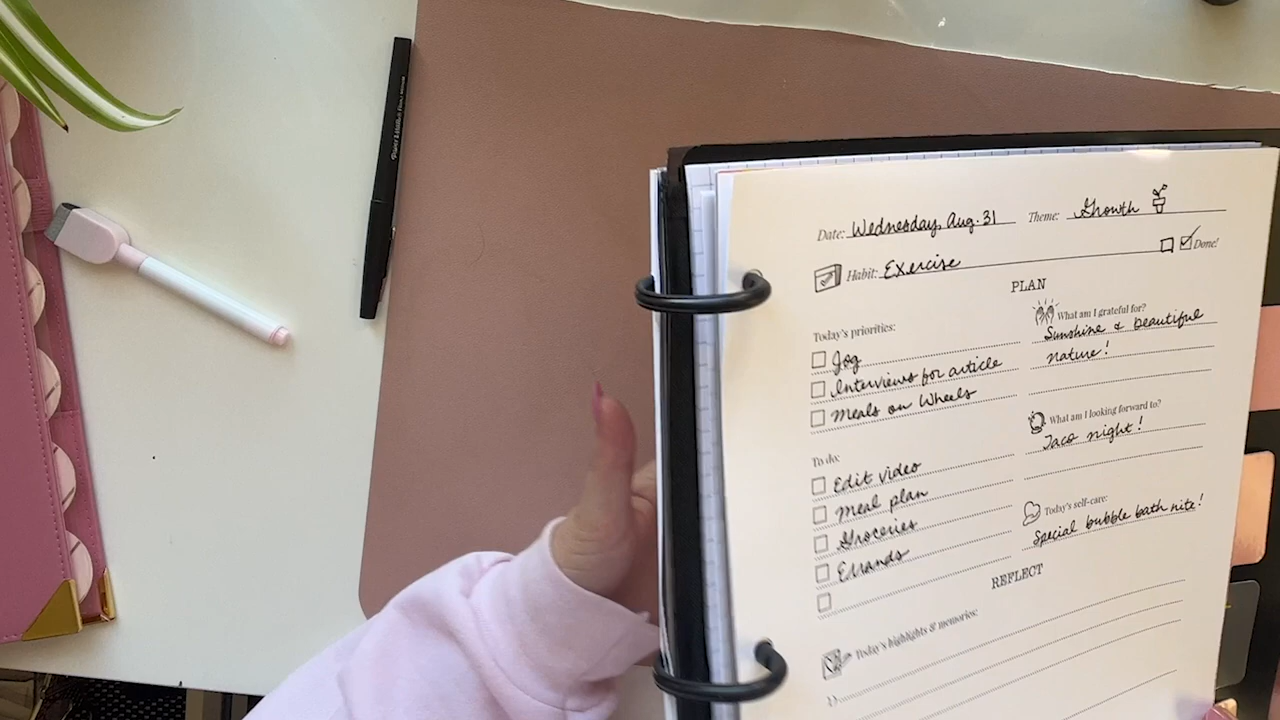 Date: Wednesday, Aug. 31 Theme: Growth
Habit: Exercise Done!
PLAN
Today's priorities:
Jog
Interviews for article
Meals on Wheels
To do:
Edit video
Meal plan
Groceries
Errands
What am I grateful for?
Sunshine & beautiful
nature!
What am I looking forward to?
Taco night!
Today's self-care:
Special bubble bath nite!
REFLECT
Today's highlights & memories:
1)